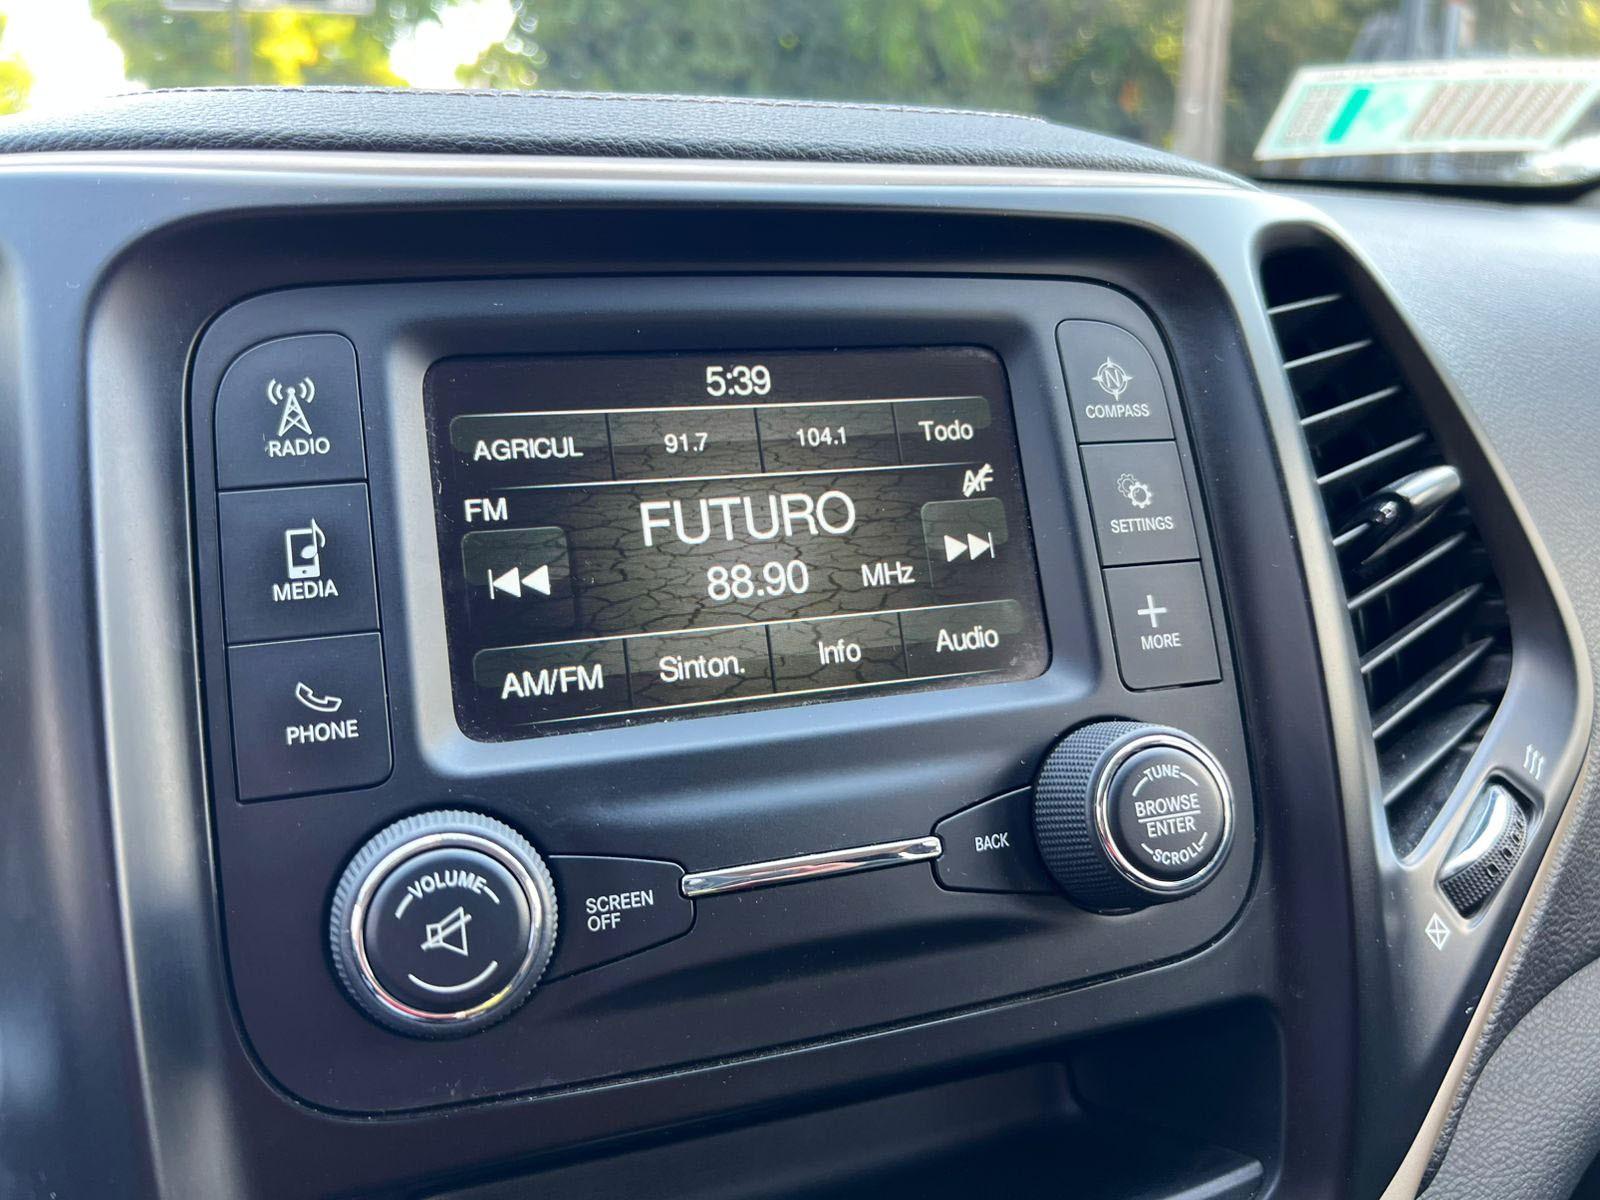 5:39
AGRICUL 91.7 104.1 Todo
FM AF
FUTURO
88.90 MHz
AM/FM Sinton. Info Audio
RADIO
MEDIA
PHONE
N
COMPASS
SETTINGS
MORE
VOLUME
SCREEN
OFF
BACK
TUNE
BROWSE
ENTER
SCROLL